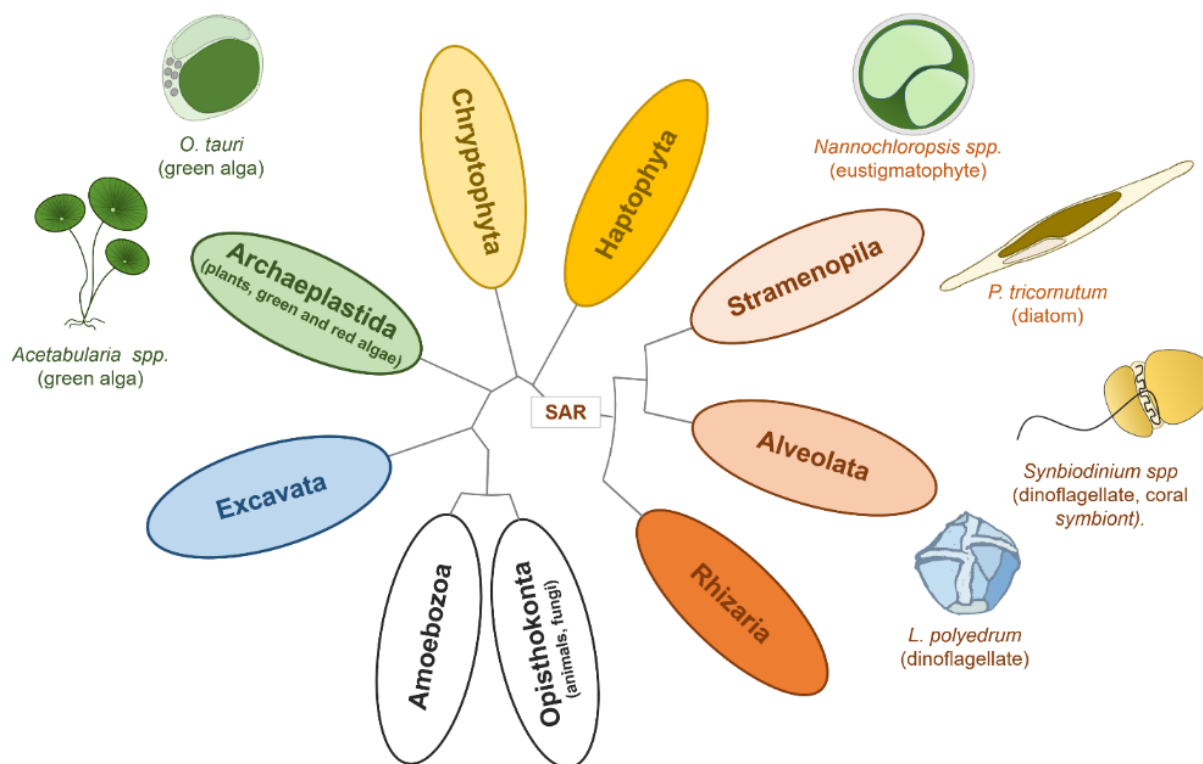 O. tauri
(green alga)
Acetabularia spp.
(green alga)
Archaeplastida
(plants, green and red algae)
Chryptophyta
Haptophyta
Nannochloropsis spp.
(eustigmatophyte)
Stramenopila
P. tricornutum
(diatom)
SAR
Alveolata
Synbiodinium spp
(dinoflagellate, coral
symbiont).
Excavata
Amoebozoa
Opisthokonta
(animals, fungi)
Rhizaria
L. polyedrum
(dinoflagellate)